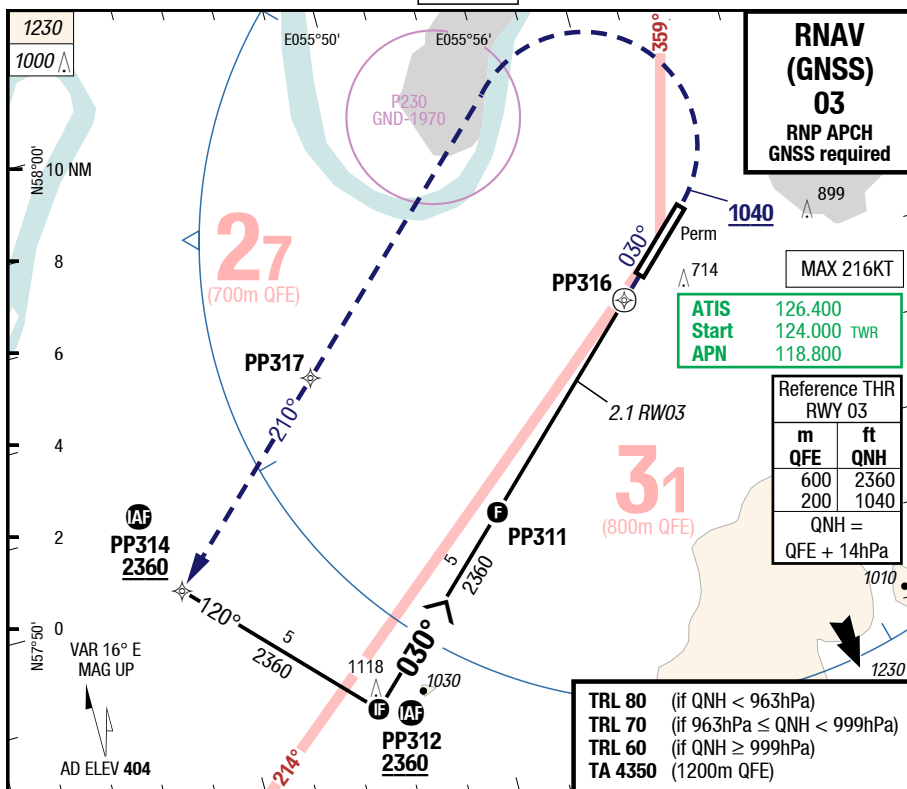 1230
1000
E055°50'
E055°56'
359°
RNAV
(GNSS)
03
RNP APCH
GNSS required
P230
GND-1970
N58°00'
10 NM
899
1040
030°
Perm
27
(700m QFE)
8
PP316
714
MAX 216KT
ATIS 126.400
Start 124.000 TWR
APN 118.800
6
PP317
210°
2.1 RW03
Reference THR
RWY 03
m ft
QFE QNH
600 2360
200 1040
QNH =
QFE + 14hPa
4
31
(800m QFE)
IAF
PP314
2360
F
PP311
2
5
2360
1010
N57°50'
0
120°
5
2360
030°
VAR 16° E
MAG UP
1118
1030
1230
IF
IAF
PP312
2360
AD ELEV 404
214°
TRL 80 (if QNH < 963hPa)
TRL 70 (if 963hPa ≤ QNH < 999hPa)
TRL 60 (if QNH ≥ 999hPa)
TA 4350 (1200m QFE)